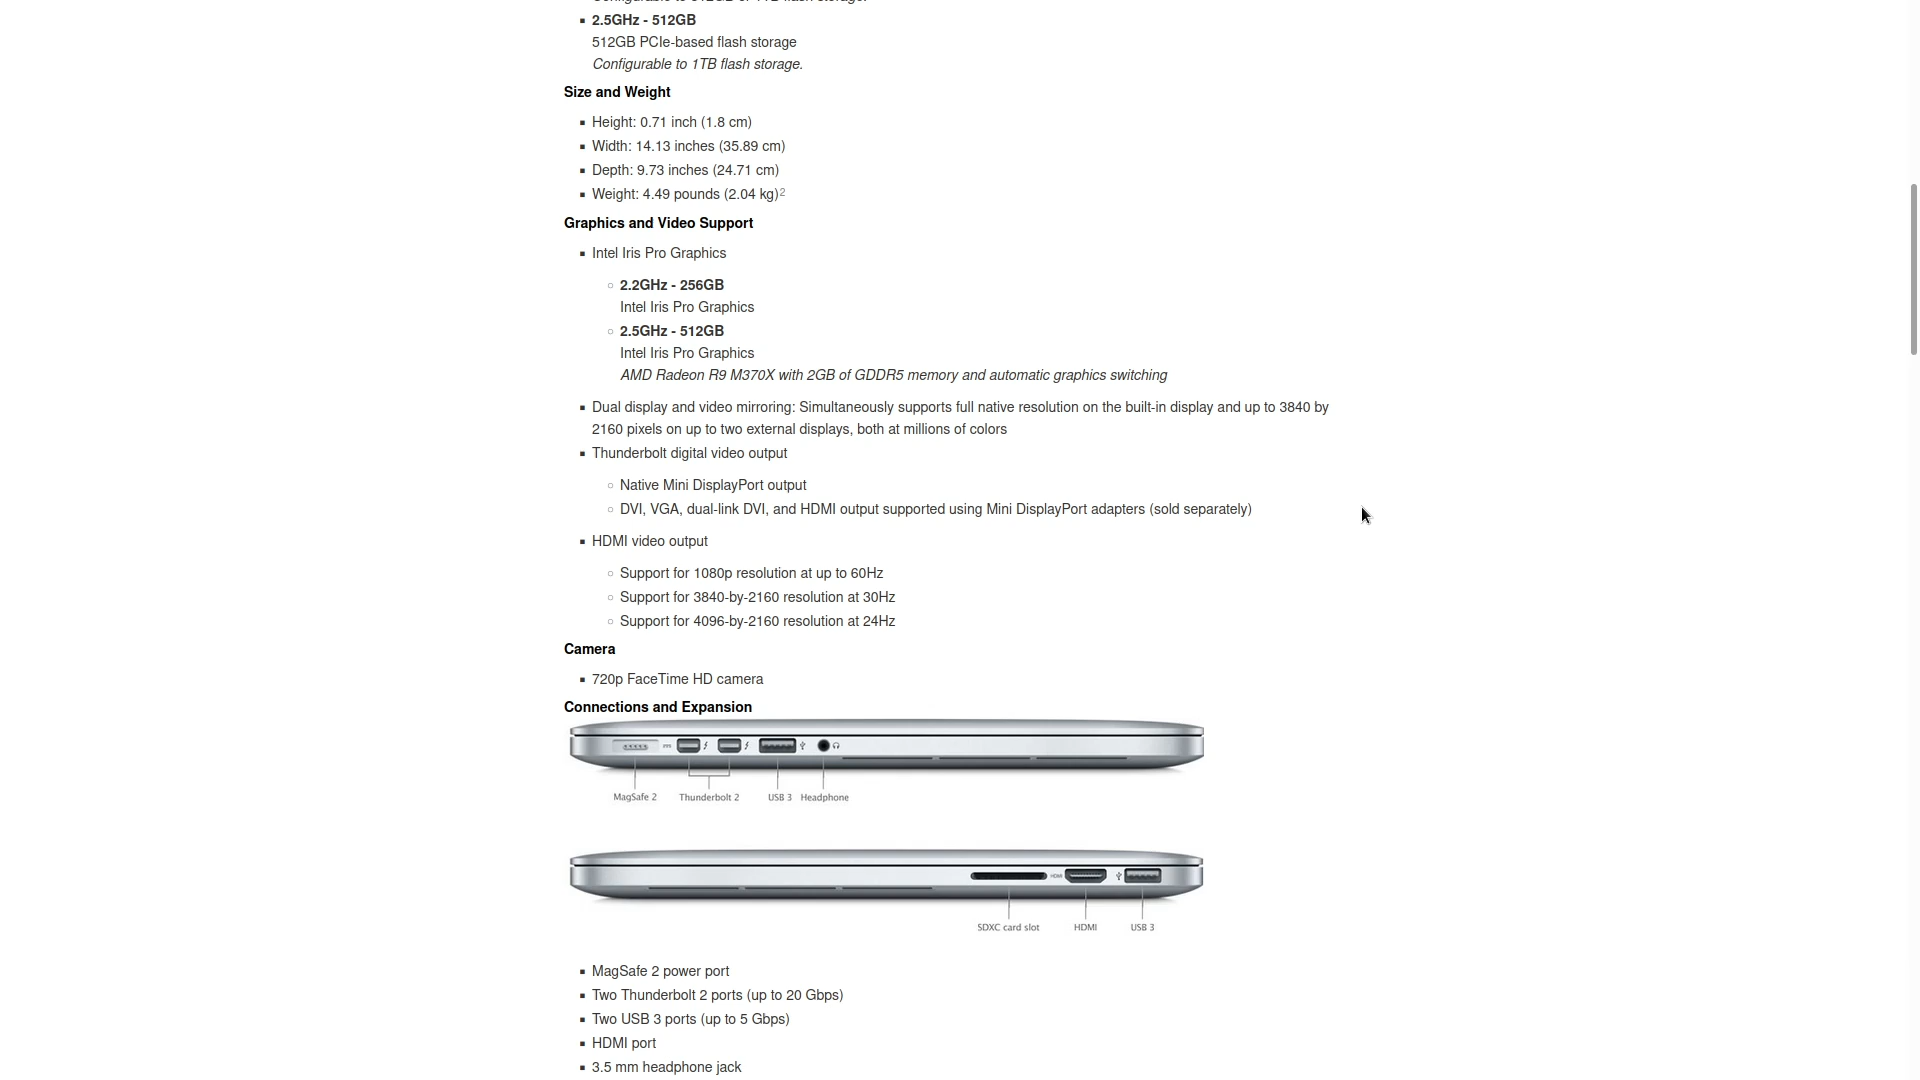 2.5GHz - 512GB
512GB PCIe-based flash storage
Configurable to 1TB flash storage.
Size and Weight
Height: 0.71 inch (1.8 cm)
Width: 14.13 inches (35.89 cm)
Depth: 9.73 inches (24.71 cm)
Weight: 4.49 pounds (2.04 kg)2
Graphics and Video Support
Intel Iris Pro Graphics
2.2GHz - 256GB
Intel Iris Pro Graphics
2.5GHz - 512GB
Intel Iris Pro Graphics
AMD Radeon R9 M370X with 2GB of GDDR5 memory and automatic graphics switching
Dual display and video mirroring: Simultaneously supports full native resolution on the built-in display and up to 3840 by
2160 pixels on up to two external displays, both at millions of colors
Thunderbolt digital video output
Native Mini DisplayPort output
DVI, VGA, dual-link DVI, and HDMI output supported using Mini DisplayPort adapters (sold separately)
HDMI video output
Support for 1080p resolution at up to 60Hz
Support for 3840-by-2160 resolution at 30Hz
Support for 4096-by-2160 resolution at 24Hz
Camera
720p FaceTime HD camera
Connections and Expansion
MagSafe 2 Thunderbolt 2 USB 3 Headphone
HDMI
SDXC card slot HDMI USB 3
MagSafe 2 power port
Two Thunderbolt 2 ports (up to 20 Gbps)
Two USB 3 ports (up to 5 Gbps)
HDMI port
3.5 mm headphone jack